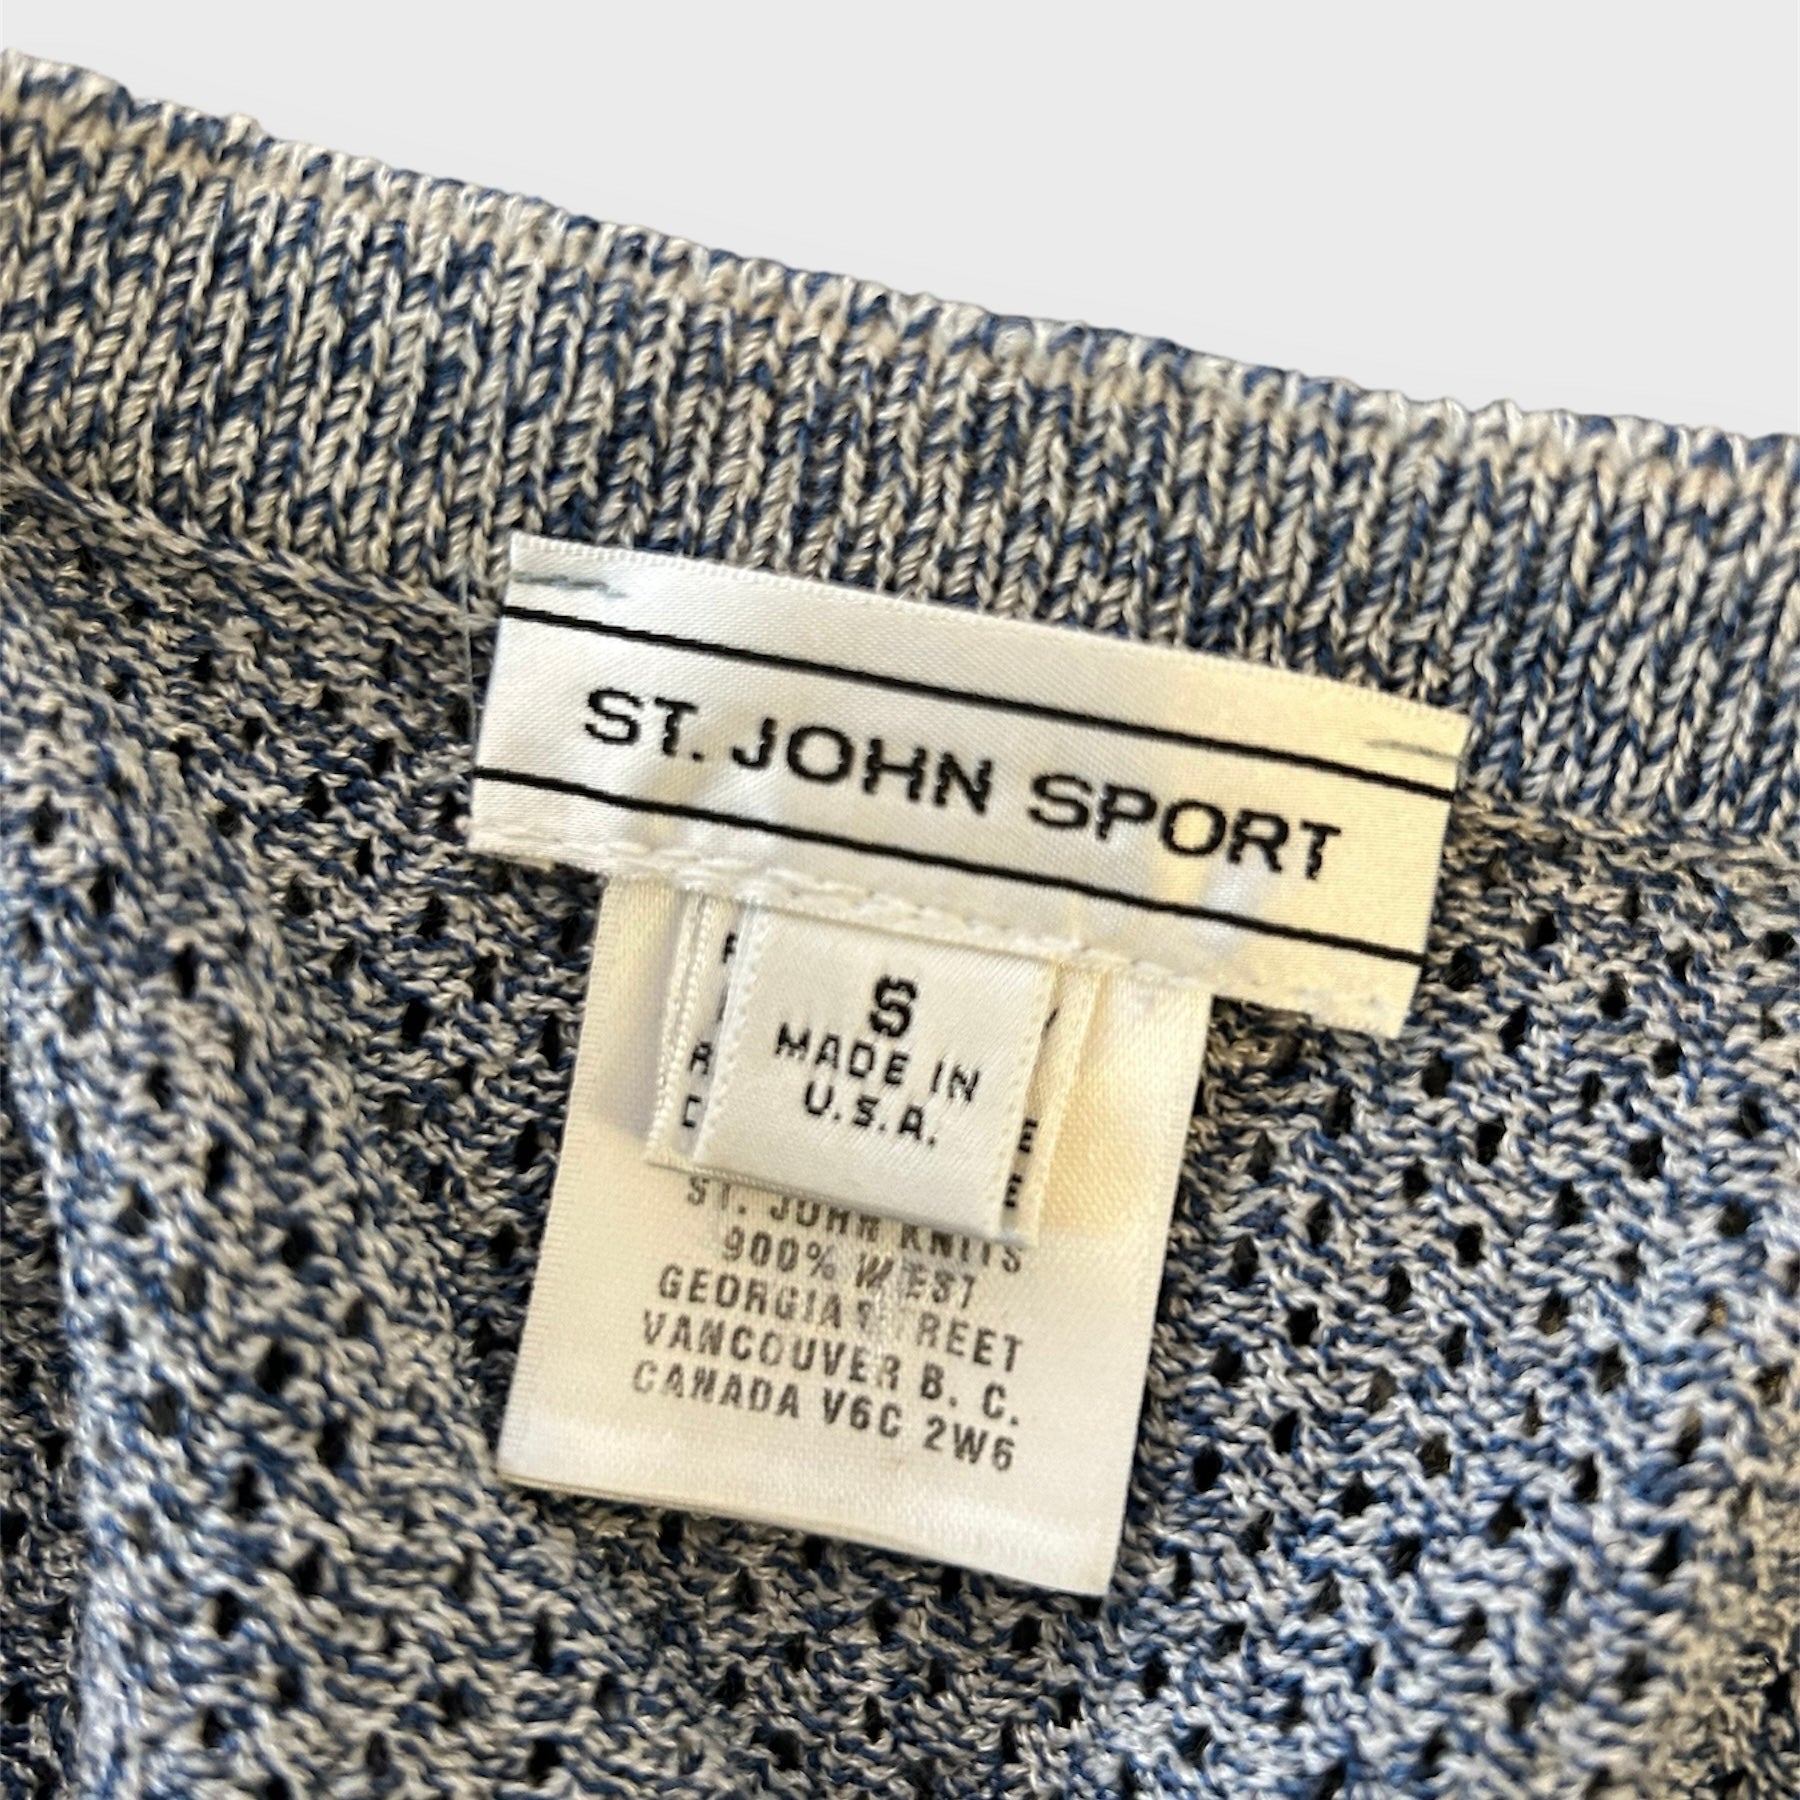 ST. JOHN SPORT
S
MADE IN
U.S.A.
ST. JOHN KNITS
900% WEST
GEORGIA STREET
VANCOUVER B. C.
CANADA V6C 2W6